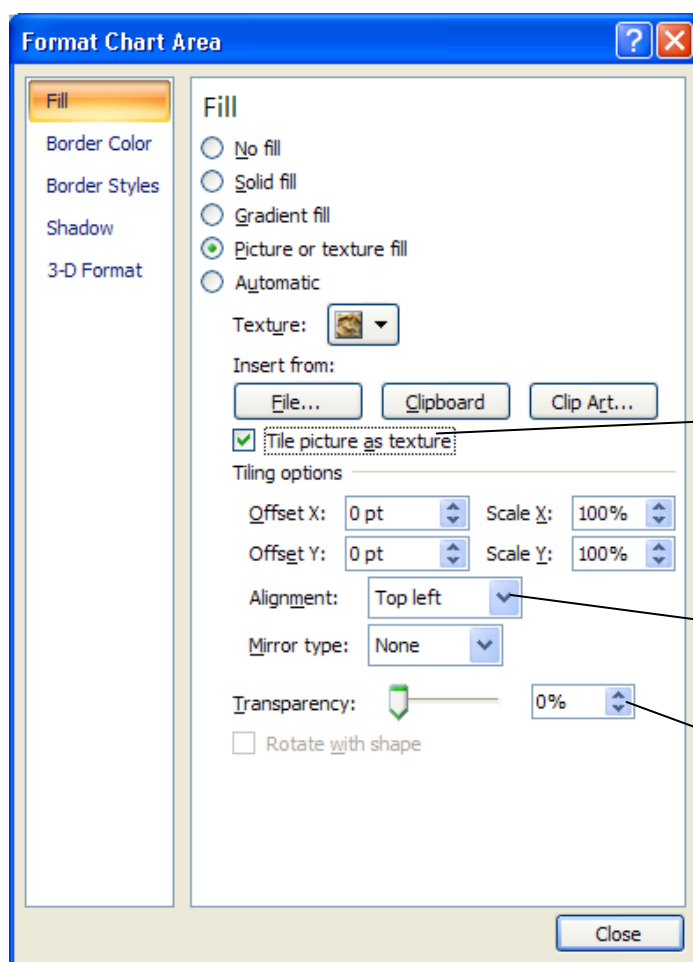 Format Chart Area
Fill
Border Color
Border Styles
Shadow
3-D Format
Fill
No fill
Solid fill
Gradient fill
Picture or texture fill
Automatic
Texture:
Insert from:
File... Clipboard Clip Art...
Tile picture as texture
Tiling options
Offset X: 0 pt Scale X: 100%
Offset Y: 0 pt Scale Y: 100%
Alignment: Top left
Mirror type: None
Transparency: 0%
Rotate with shape
Close